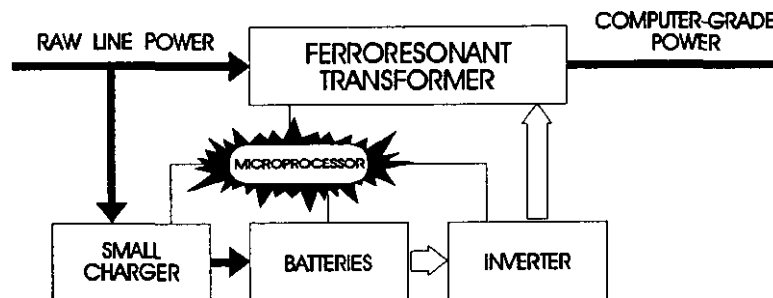 COMPUTER-GRADE
POWER
RAW LINE POWER
FERRORESONANT
TRANSFORMER
MICROPROCESSOR
SMALL
CHARGER
BATTERIES
INVERTER